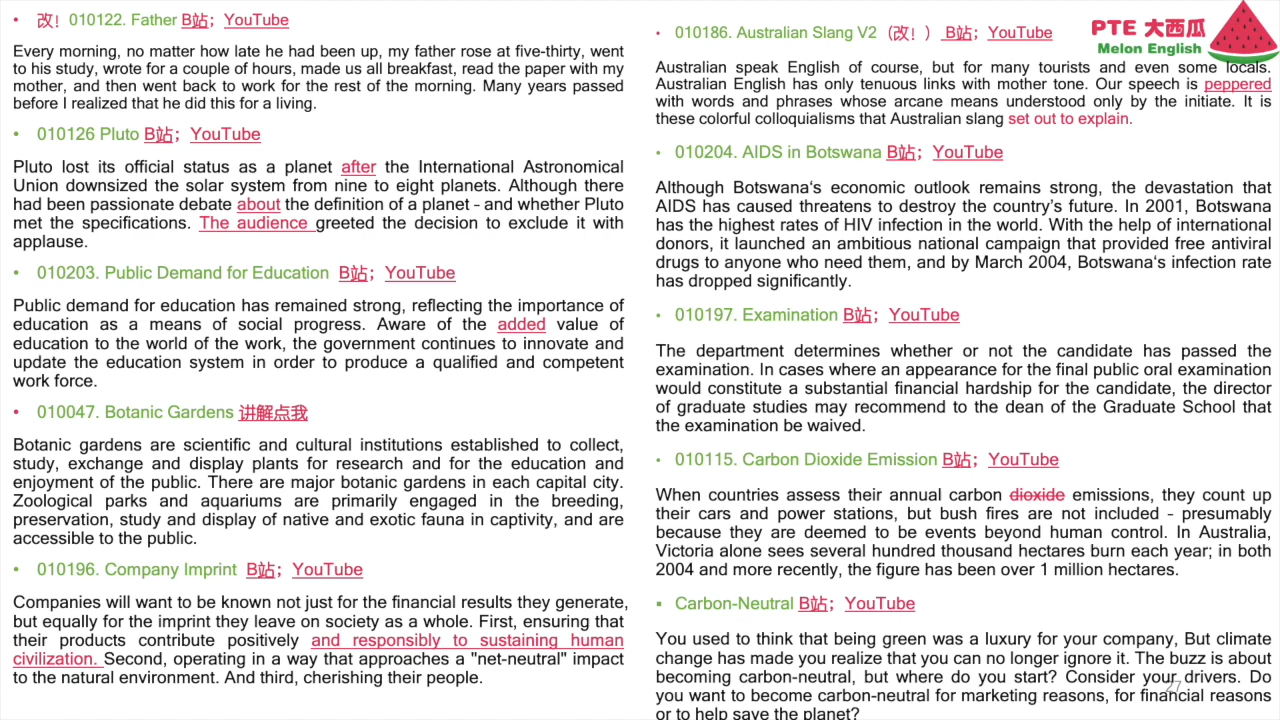 • 改！010122. Father B站；YouTube
Every morning, no matter how late he had been up, my father rose at five-thirty, went
to his study, wrote for a couple of hours, made us all breakfast, read the paper with my
mother, and then went back to work for the rest of the morning. Many years passed
before I realized that he did this for a living.
• 010126 Pluto B站；YouTube
Pluto lost its official status as a planet after the International Astronomical
Union downsized the solar system from nine to eight planets. Although there
had been passionate debate about the definition of a planet – and whether Pluto
met the specifications. The audience greeted the decision to exclude it with
applause.
• 010203. Public Demand for Education B站；YouTube
Public demand for education has remained strong, reflecting the importance of
education as a means of social progress. Aware of the added value of
education to the world of the work, the government continues to innovate and
update the education system in order to produce a qualified and competent
work force.
• 010047. Botanic Gardens 讲解点我
Botanic gardens are scientific and cultural institutions established to collect,
study, exchange and display plants for research and for the education and
enjoyment of the public. There are major botanic gardens in each capital city.
Zoological parks and aquariums are primarily engaged in the breeding,
preservation, study and display of native and exotic fauna in captivity, and are
accessible to the public.
• 010196. Company Imprint B站；YouTube
Companies will want to be known not just for the financial results they generate,
but equally for the imprint they leave on society as a whole. First, ensuring that
their products contribute positively and responsibly to sustaining human
civilization. Second, operating in a way that approaches a "net-neutral" impact
to the natural environment. And third, cherishing their people.
PTE 大西瓜
Melon English
• 010186. Australian Slang V2（改！）B站；YouTube
Australian speak English of course, but for many tourists and even some locals.
Australian English has only tenuous links with mother tone. Our speech is peppered
with words and phrases whose arcane means understood only by the initiate. It is
these colorful colloquialisms that Australian slang set out to explain.
• 010204. AIDS in Botswana B站；YouTube
Although Botswana‘s economic outlook remains strong, the devastation that
AIDS has caused threatens to destroy the country’s future. In 2001, Botswana
has the highest rates of HIV infection in the world. With the help of international
donors, it launched an ambitious national campaign that provided free antiviral
drugs to anyone who need them, and by March 2004, Botswana‘s infection rate
has dropped significantly.
• 010197. Examination B站；YouTube
The department determines whether or not the candidate has passed the
examination. In cases where an appearance for the final public oral examination
would constitute a substantial financial hardship for the candidate, the director
of graduate studies may recommend to the dean of the Graduate School that
the examination be waived.
• 010115. Carbon Dioxide Emission B站；YouTube
When countries assess their annual carbon dioxide emissions, they count up
their cars and power stations, but bush fires are not included – presumably
because they are deemed to be events beyond human control. In Australia,
Victoria alone sees several hundred thousand hectares burn each year; in both
2004 and more recently, the figure has been over 1 million hectares.
▪ Carbon-Neutral B站；YouTube
You used to think that being green was a luxury for your company, But climate
change has made you realize that you can no longer ignore it. The buzz is about
becoming carbon-neutral, but where do you start? Consider your drivers. Do
you want to become carbon-neutral for marketing reasons, for financial reasons
or to help save the planet?
27